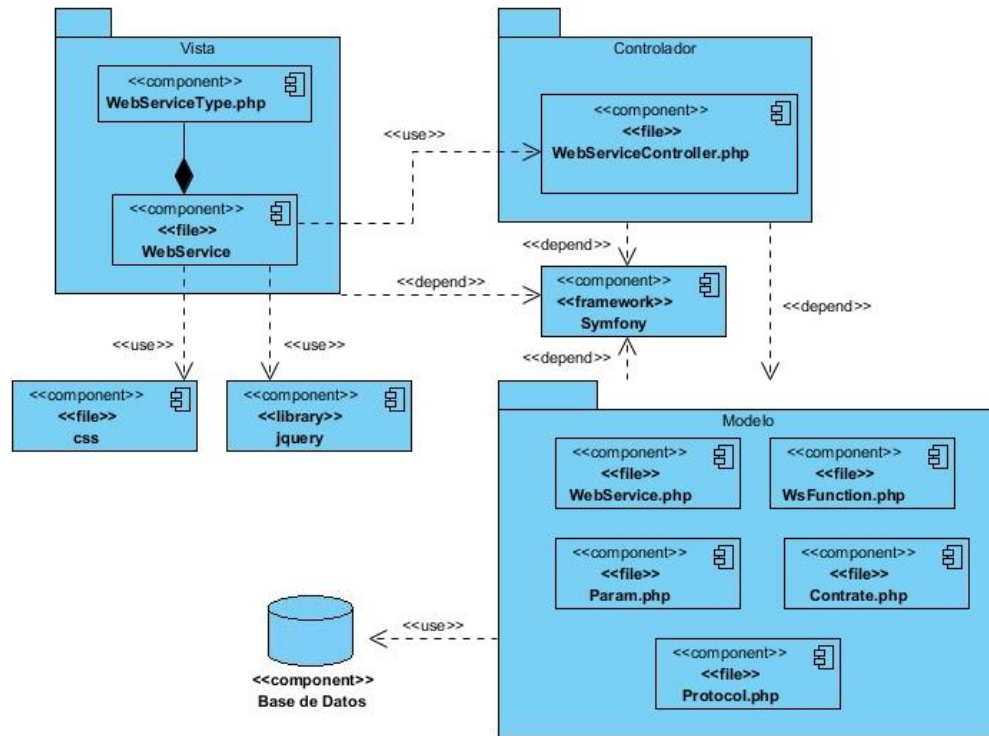 Vista
<<component>>
WebServiceType.php
<<component>>
<<file>>
WebService
<<use>>
Controlador
<<component>>
<<file>>
WebServiceController.php
<<depend>>
<<depend>>
<<depend>>
<<component>>
<<framework>>
Symfony
<<depend>>
<<use>>
<<use>>
<<component>>
<<file>>
css
<<component>>
<<library>>
jquery
Modelo
<<component>>
<<file>>
WebService.php
<<component>>
<<file>>
WsFunction.php
<<component>>
<<file>>
Param.php
<<component>>
<<file>>
Contrate.php
<<component>>
<<file>>
Protocol.php
<<use>>
<<component>>
Base de Datos